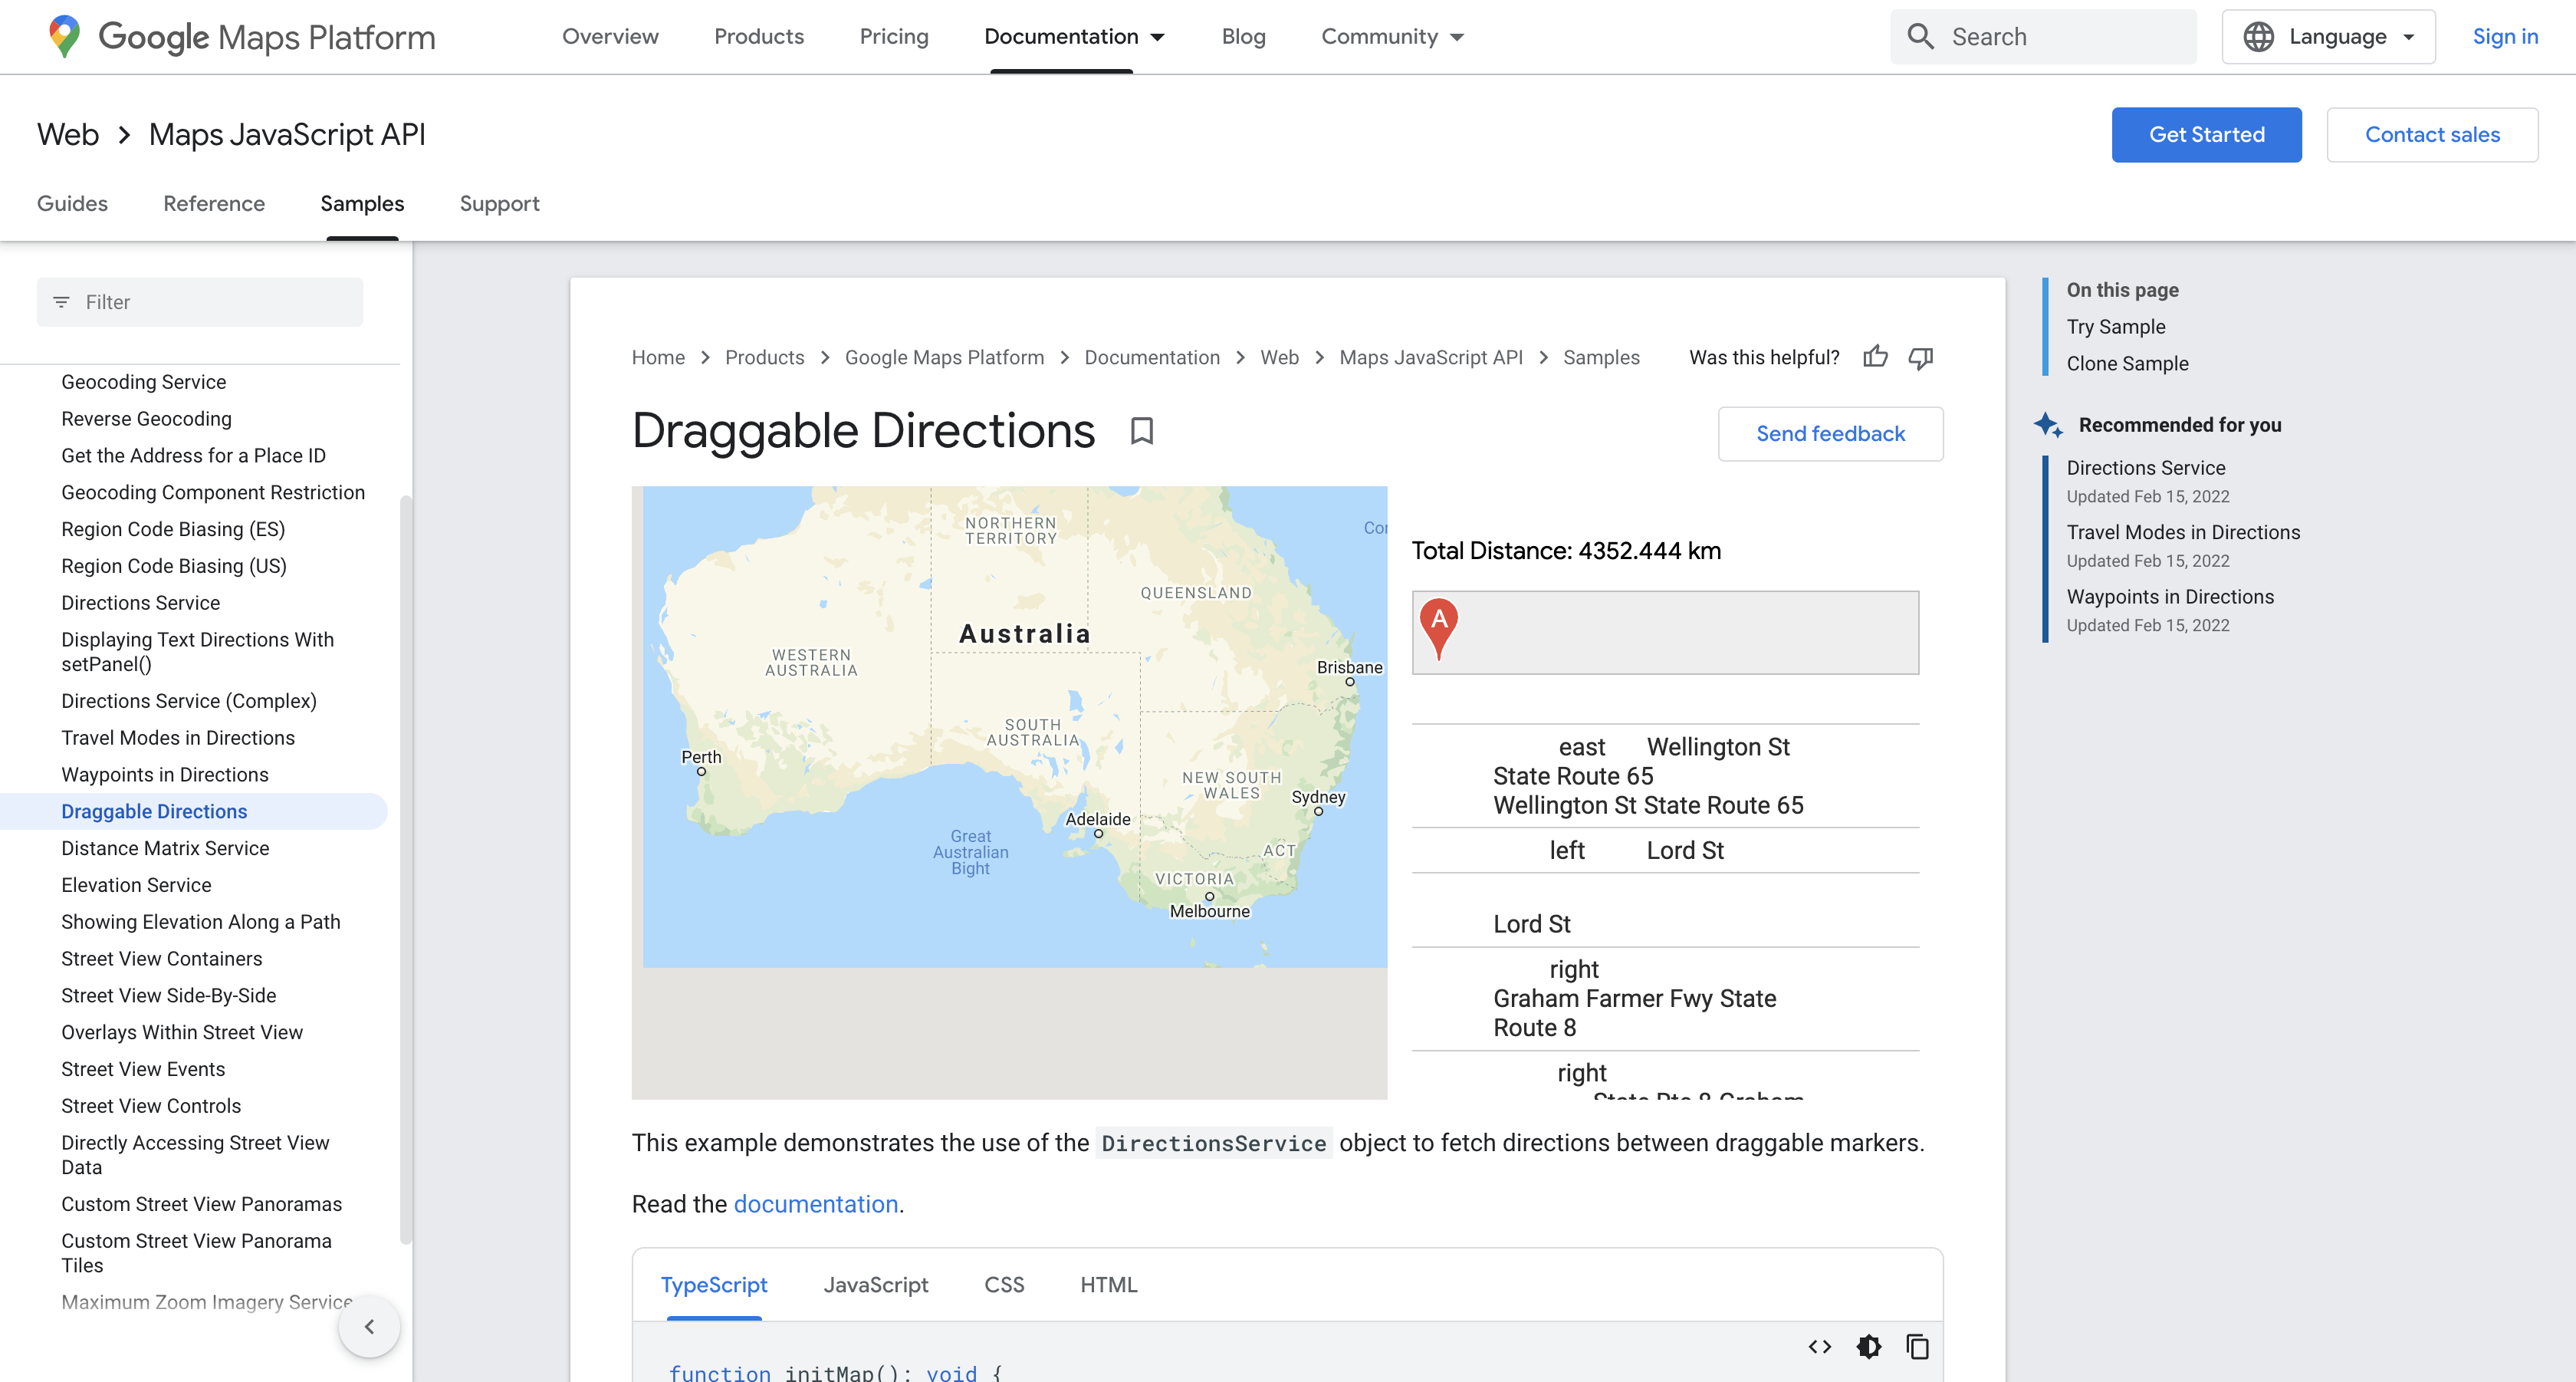 Google Maps Platform
Overview
Products
Pricing
Documentation
Blog
Community
Search
Language
Sign in
Web
Maps JavaScript API
Get Started
Contact sales
Guides
Reference
Samples
Support
Filter
Geocoding Service
Reverse Geocoding
Get the Address for a Place ID
Geocoding Component Restriction
Region Code Biasing (ES)
Region Code Biasing (US)
Directions Service
Displaying Text Directions With
setPanel()
Directions Service (Complex)
Travel Modes in Directions
Waypoints in Directions
Draggable Directions
Distance Matrix Service
Elevation Service
Showing Elevation Along a Path
Street View Containers
Street View Side-By-Side
Overlays Within Street View
Street View Events
Street View Controls
Directly Accessing Street View
Data
Custom Street View Panoramas
Custom Street View Panorama
Tiles
Maximum Zoom Imagery Service
Home
Products
Google Maps Platform
Documentation
Web
Maps JavaScript API
Samples
Was this helpful?
Draggable Directions
Send feedback
NORTHERN
TERRITORY
QUEENSLAND
Australia
WESTERN
AUSTRALIA
Brisbane
SOUTH
AUSTRALIA
Perth
NEW SOUTH
WALES
Sydney
Adelaide
Great
Australian
Bight
ACT
VICTORIA
Melbourne
Total Distance: 4352.444 km
A
east Wellington St
State Route 65
Wellington St State Route 65
left Lord St
Lord St
right
Graham Farmer Fwy State
Route 8
right
State Rte 8 Graham
This example demonstrates the use of the DirectionsService object to fetch directions between draggable markers.
Read the documentation.
TypeScript
JavaScript
CSS
HTML
function initMap(): void {
On this page
Try Sample
Clone Sample
Recommended for you
Directions Service
Updated Feb 15, 2022
Travel Modes in Directions
Updated Feb 15, 2022
Waypoints in Directions
Updated Feb 15, 2022